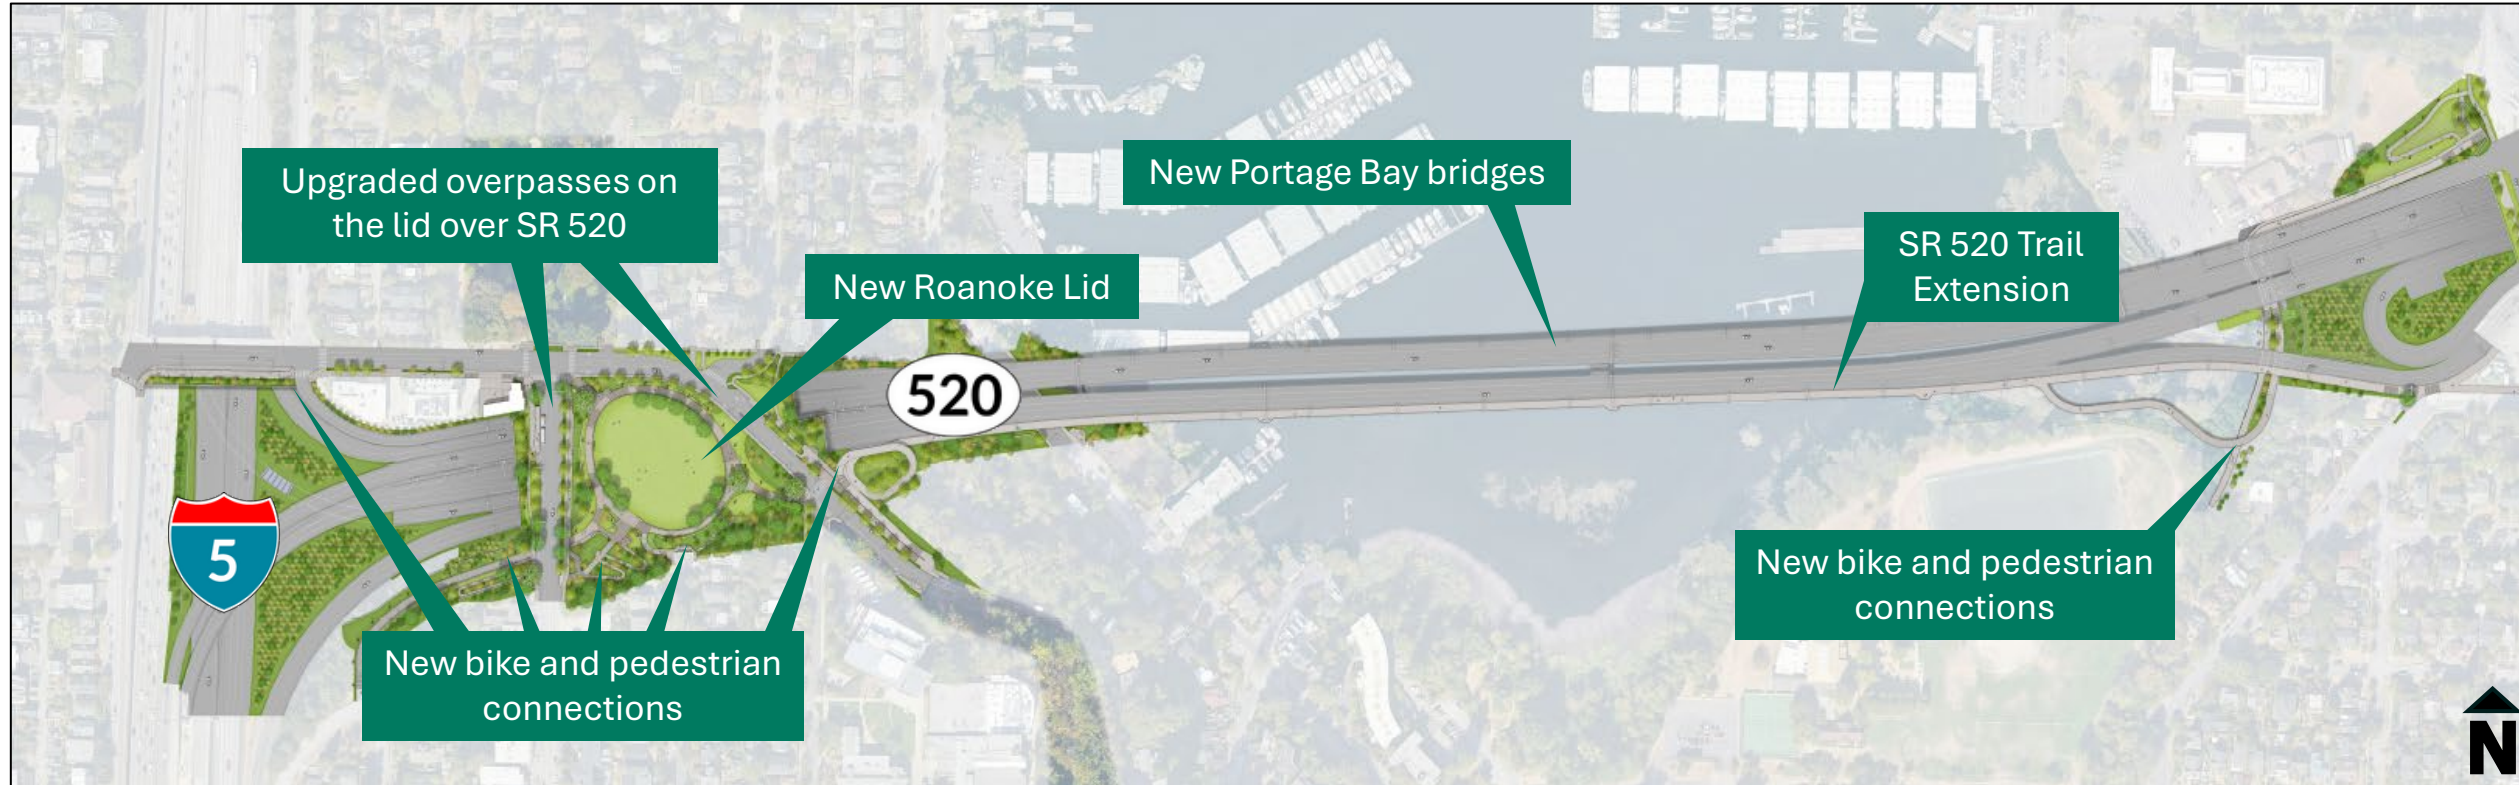 Upgraded overpasses on
the lid over SR 520
New Roanoke Lid
New Portage Bay bridges
SR 520 Trail
Extension
520
5
New bike and pedestrian
connections
New bike and pedestrian
connections
N